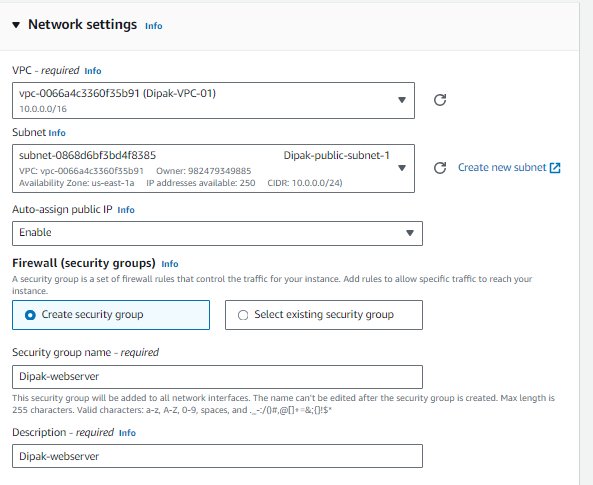 Network settings Info
VPC - required Info
vpc-0066a4c3360f35b91 (Dipak-VPC-01)
10.0.0.0/16
Subnet Info
subnet-0868d6bf3bd4f8385 Dipak-public-subnet-1
VPC: vpc-0066a4c3360f35b91 Owner: 982479349885
Availability Zone: us-east-1a IP addresses available: 250 CIDR: 10.0.0.0/24)
Create new subnet
Auto-assign public IP Info
Enable
Firewall (security groups) Info
A security group is a set of firewall rules that control the traffic for your instance. Add rules to allow specific traffic to reach your
instance.
Create security group Select existing security group
Security group name - required
Dipak-webserver
This security group will be added to all network interfaces. The name can't be edited after the security group is created. Max length is
255 characters. Valid characters: a-z, A-Z, 0-9, spaces, and ._-:/()#,@[]+=&;{}!$*
Description - required Info
Dipak-webserver